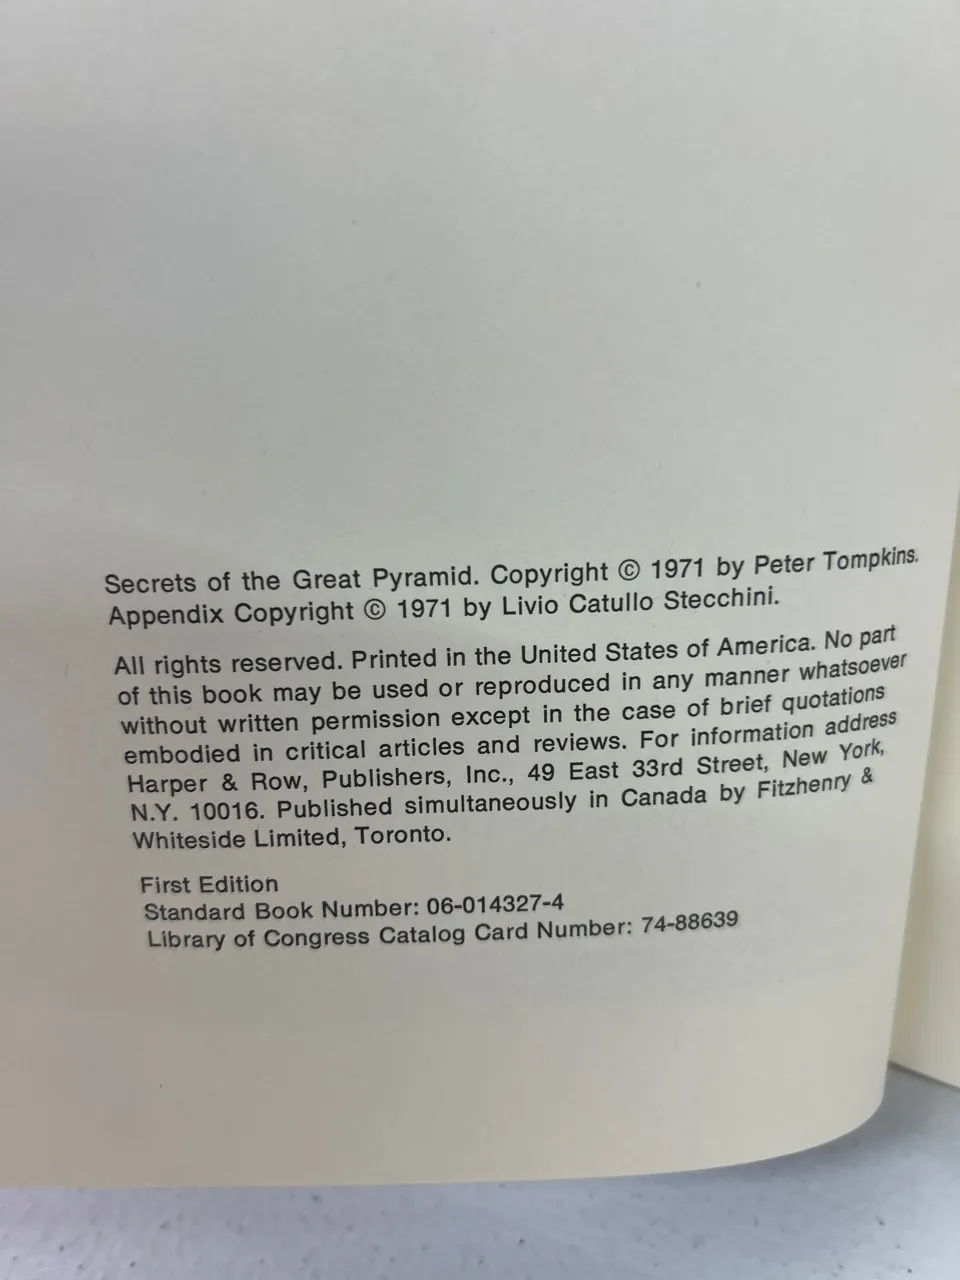 Secrets of the Great Pyramid. Copyright © 1971 by Peter Tompkins.
Appendix Copyright © 1971 by Livio Catullo Stecchini.
All rights reserved. Printed in the United States of America. No part
of this book may be used or reproduced in any manner whatsoever
without written permission except in the case of brief quotations
embodied in critical articles and reviews. For information address
Harper & Row, Publishers, Inc., 49 East 33rd Street, New York,
N.Y. 10016. Published simultaneously in Canada by Fitzhenry &
Whiteside Limited, Toronto.
First Edition
Standard Book Number: 06-014327-4
Library of Congress Catalog Card Number: 74-88639